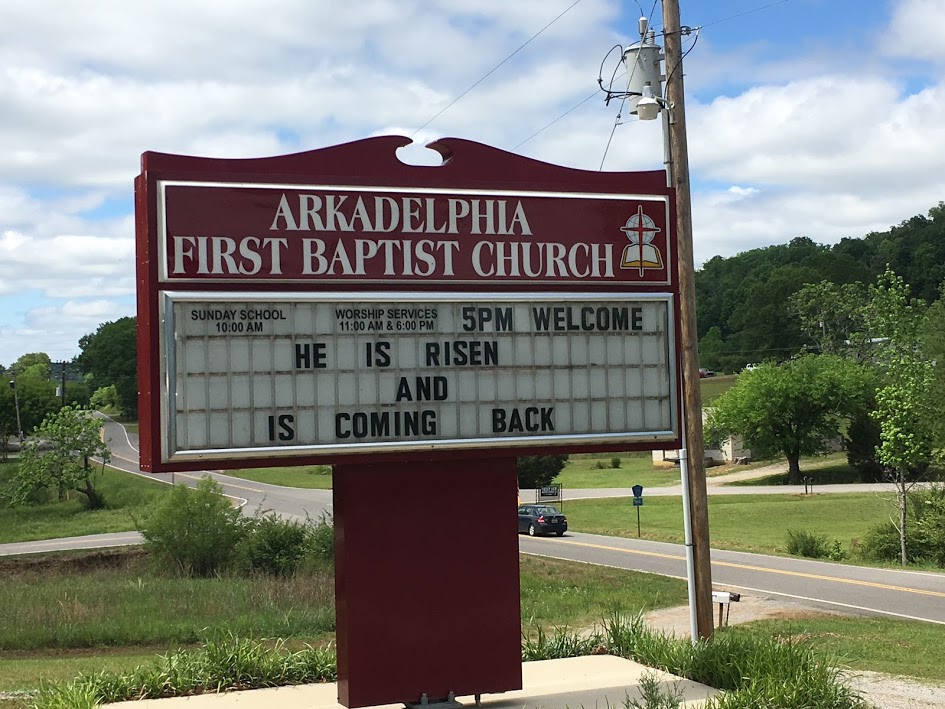 ARKADELPHIA
FIRST BAPTIST CHURCH
SUNDAY SCHOOL
10:00 AM
WORSHIP SERVICES
11:00 AM & 6:00 PM
5PM WELCOME
HE IS RISEN
AND
IS COMING BACK